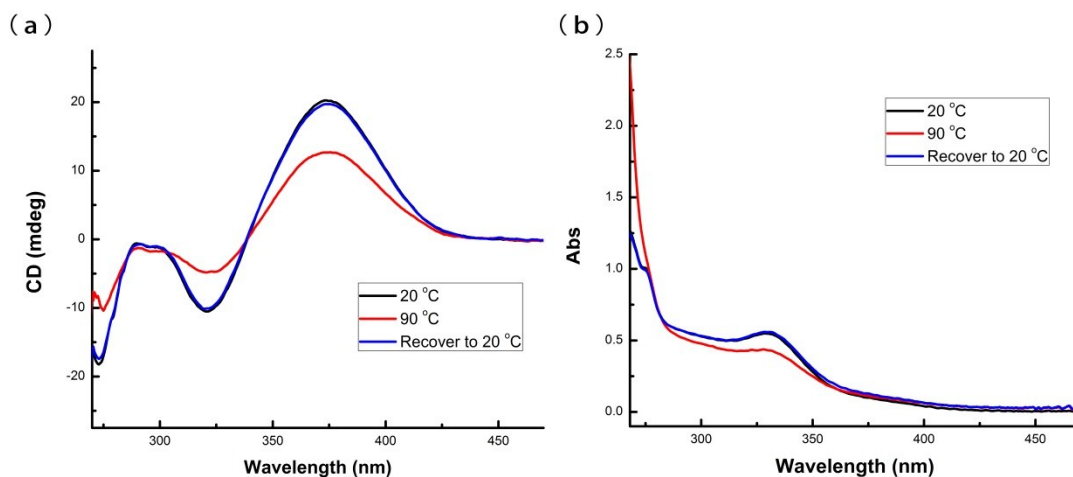 (a)
CD (mdeg)
20
10
0
-10
-20
300
350
400
450
Wavelength (nm)
20 °C
90 °C
Recover to 20 °C
(b)
Abs
2.5
2.0
1.5
1.0
0.5
0.0
300
350
400
450
Wavelength (nm)
20 °C
90 °C
Recover to 20 °C